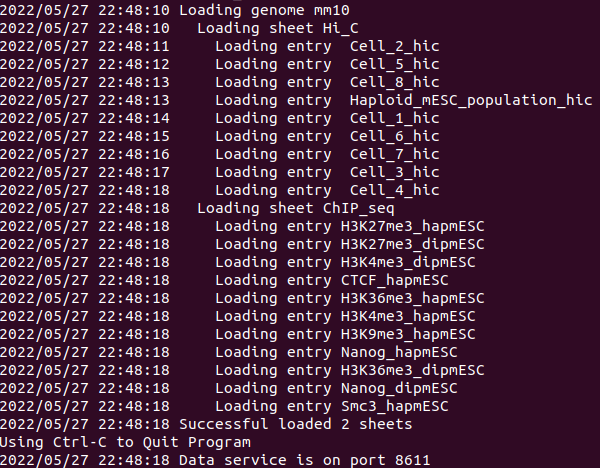 2022/05/27 22:48:10 Loading genome mm10
2022/05/27 22:48:10   Loading sheet Hi_C
2022/05/27 22:48:11     Loading entry  Cell_2_hic
2022/05/27 22:48:12     Loading entry  Cell_5_hic
2022/05/27 22:48:13     Loading entry  Cell_8_hic
2022/05/27 22:48:13     Loading entry  Haploid_mESC_population_hic
2022/05/27 22:48:14     Loading entry  Cell_1_hic
2022/05/27 22:48:15     Loading entry  Cell_6_hic
2022/05/27 22:48:16     Loading entry  Cell_7_hic
2022/05/27 22:48:17     Loading entry  Cell_3_hic
2022/05/27 22:48:18     Loading entry  Cell_4_hic
2022/05/27 22:48:18   Loading sheet ChIP_seq
2022/05/27 22:48:18     Loading entry H3K27me3_hapmESC
2022/05/27 22:48:18     Loading entry H3K27me3_dipmESC
2022/05/27 22:48:18     Loading entry H3K4me3_dipmESC
2022/05/27 22:48:18     Loading entry CTCF_hapmESC
2022/05/27 22:48:18     Loading entry H3K36me3_hapmESC
2022/05/27 22:48:18     Loading entry H3K4me3_hapmESC
2022/05/27 22:48:18     Loading entry H3K9me3_hapmESC
2022/05/27 22:48:18     Loading entry Nanog_hapmESC
2022/05/27 22:48:18     Loading entry H3K36me3_dipmESC
2022/05/27 22:48:18     Loading entry Nanog_dipmESC
2022/05/27 22:48:18     Loading entry Smc3_hapmESC
2022/05/27 22:48:18 Successful loaded 2 sheets
Using Ctrl-C to Quit Program
2022/05/27 22:48:18 Data service is on port 8611